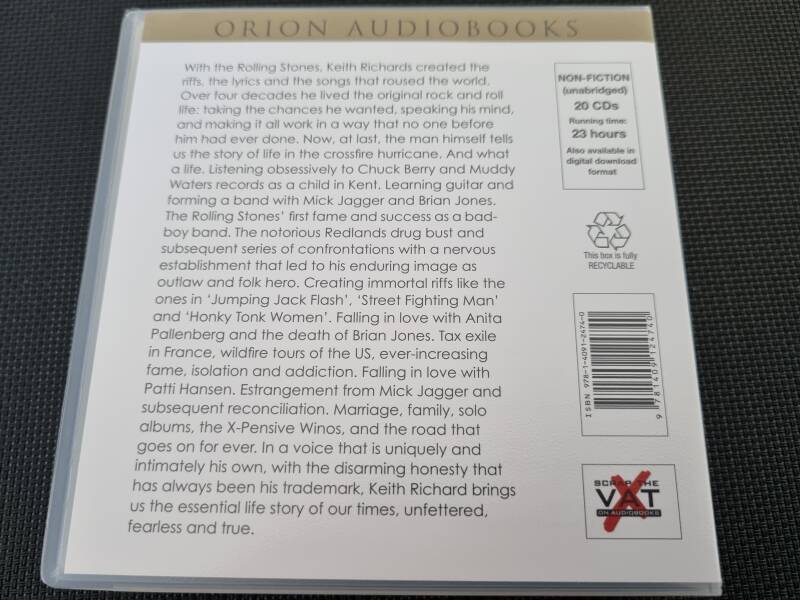 ORION AUDIOBOOKS
With the Rolling Stones, Keith Richards created the
riffs, the lyrics and the songs that roused the world.
Over four decades he lived the original rock and roll
life: taking the chances he wanted, speaking his mind,
and making it all work in a way that no one before
him had ever done. Now, at last, the man himself tells
us the story of life in the crossfire hurricane. And what
a life. Listening obsessively to Chuck Berry and Muddy
Waters records as a child in Kent. Learning guitar and
forming a band with Mick Jagger and Brian Jones.
The Rolling Stones' first fame and success as a bad-
boy band. The notorious Redlands drug bust and
subsequent series of confrontations with a nervous
establishment that led to his enduring image as
outlaw and folk hero. Creating immortal riffs like the
ones in 'Jumping Jack Flash', 'Street Fighting Man'
and 'Honky Tonk Women'. Falling in love with Anita
Pallenberg and the death of Brian Jones. Tax exile
in France, wildfire tours of the US, ever-increasing
fame, isolation and addiction. Falling in love with
Patti Hansen. Estrangement from Mick Jagger and
subsequent reconciliation. Marriage, family, solo
albums, the X-Pensive Winos, and the road that
goes on for ever. In a voice that is uniquely and
intimately his own, with the disarming honesty that
has always been his trademark, Keith Richard brings
us the essential life story of our times, unfettered,
fearless and true.
NON-FICTION
(unabridged)
20 CDs
Running time:
23 hours
Also available in
digital download
format
This box is fully
RECYCLABLE
ISBN 978-1-4091-2474-0
9 781409 124740
SCRAP THE
VAT
ON AUDIOBOOKS